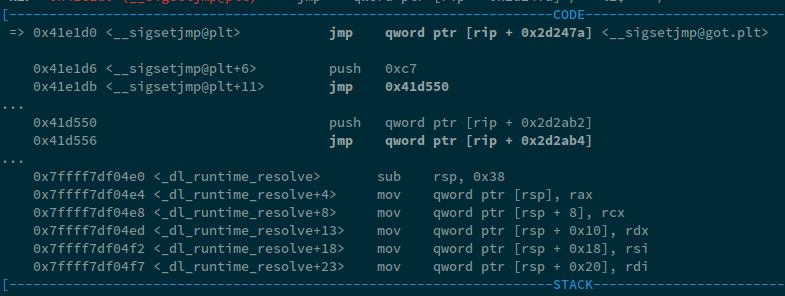 [------------------------------------------------------------------CODE------------------------
=> 0x41e1d0 <__sigsetjmp@plt> jmp qword ptr [rip + 0x2d247a] <__sigsetjmp@got.plt>
0x41e1d6 <__sigsetjmp@plt+6> push 0xc7
0x41e1db <__sigsetjmp@plt+11> jmp 0x41d550
...
0x41d550 push qword ptr [rip + 0x2d2ab2]
0x41d556 jmp qword ptr [rip + 0x2d2ab4]
...
0x7ffff7df04e0 <_dl_runtime_resolve> sub rsp, 0x38
0x7ffff7df04e4 <_dl_runtime_resolve+4> mov qword ptr [rsp], rax
0x7ffff7df04e8 <_dl_runtime_resolve+8> mov qword ptr [rsp + 8], rcx
0x7ffff7df04ed <_dl_runtime_resolve+13> mov qword ptr [rsp + 0x10], rdx
0x7ffff7df04f2 <_dl_runtime_resolve+18> mov qword ptr [rsp + 0x18], rsi
0x7ffff7df04f7 <_dl_runtime_resolve+23> mov qword ptr [rsp + 0x20], rdi
[------------------------------------------------------------------STACK-----------------------